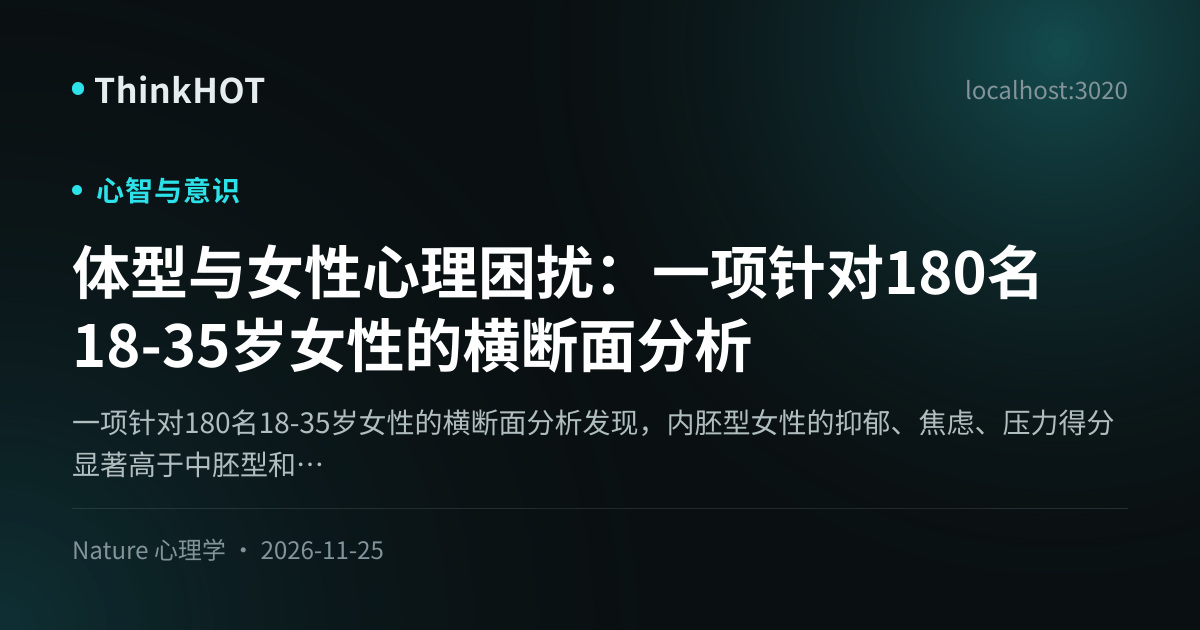 ThinkHOT
localhost:3020
心智与意识
体型与女性心理困扰：一项针对180名
18-35岁女性的横断面分析
一项针对180名18-35岁女性的横断面分析发现，内胚型女性的抑郁、焦虑、压力得分
显著高于中胚型和…
Nature 心理学 · 2026-11-25